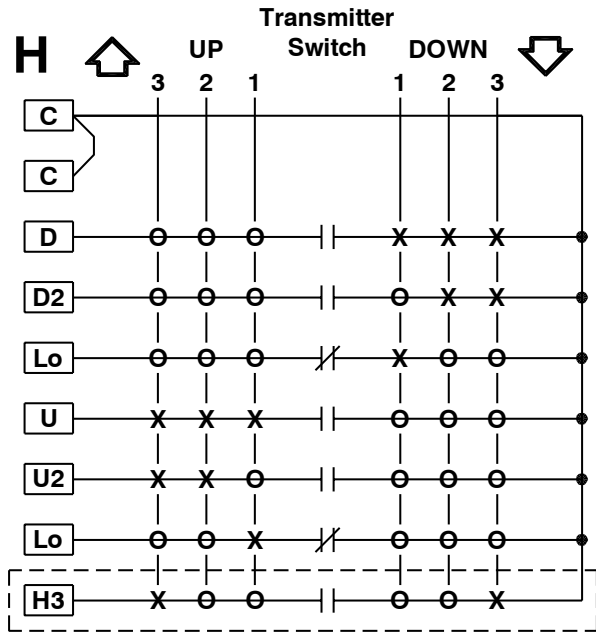 Transmitter
H UP Switch DOWN
3 2 1 1 2 3
C
C
D O O O X X X
D2 O O O O X X
Lo O O O X O O
U X X X O O O
U2 X X O O O O
Lo O O X O O O
H3 X O O O O X